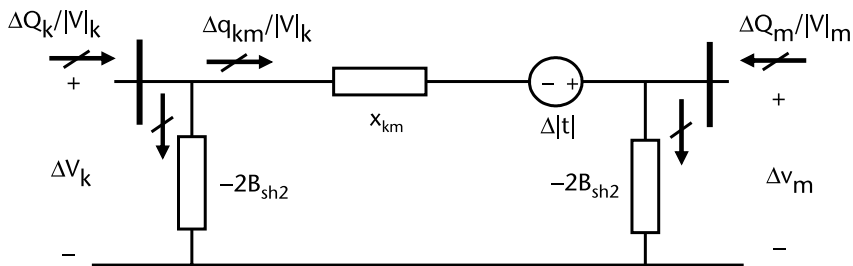 ΔQk/|V|k
Δqkm/|V|k
ΔQm/|V|m
+
- +
+
xkm
Δ|t|
ΔVk
−2Bsh2
−2Bsh2
Δvm
−
−